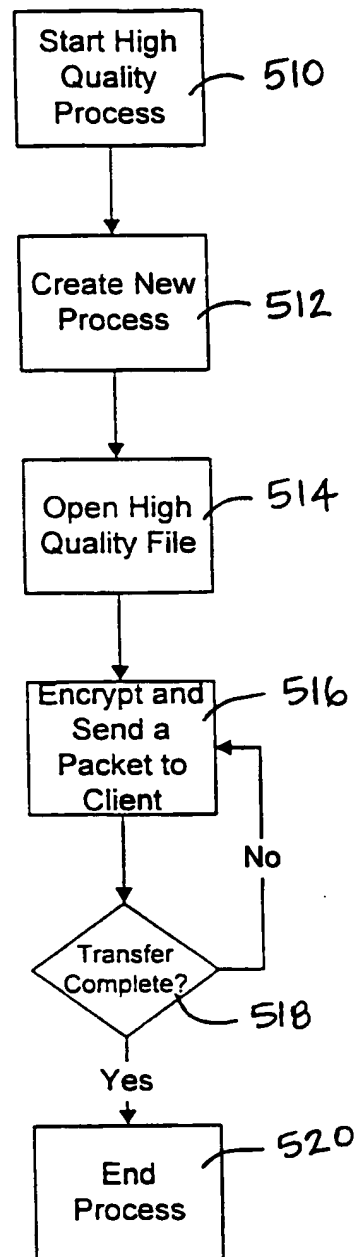 Start High
Quality
Process
510
Create New
Process
512
Open High
Quality File
514
Encrypt and
Send a
Packet to
Client
516
No
Transfer
Complete?
518
Yes
End
Process
520